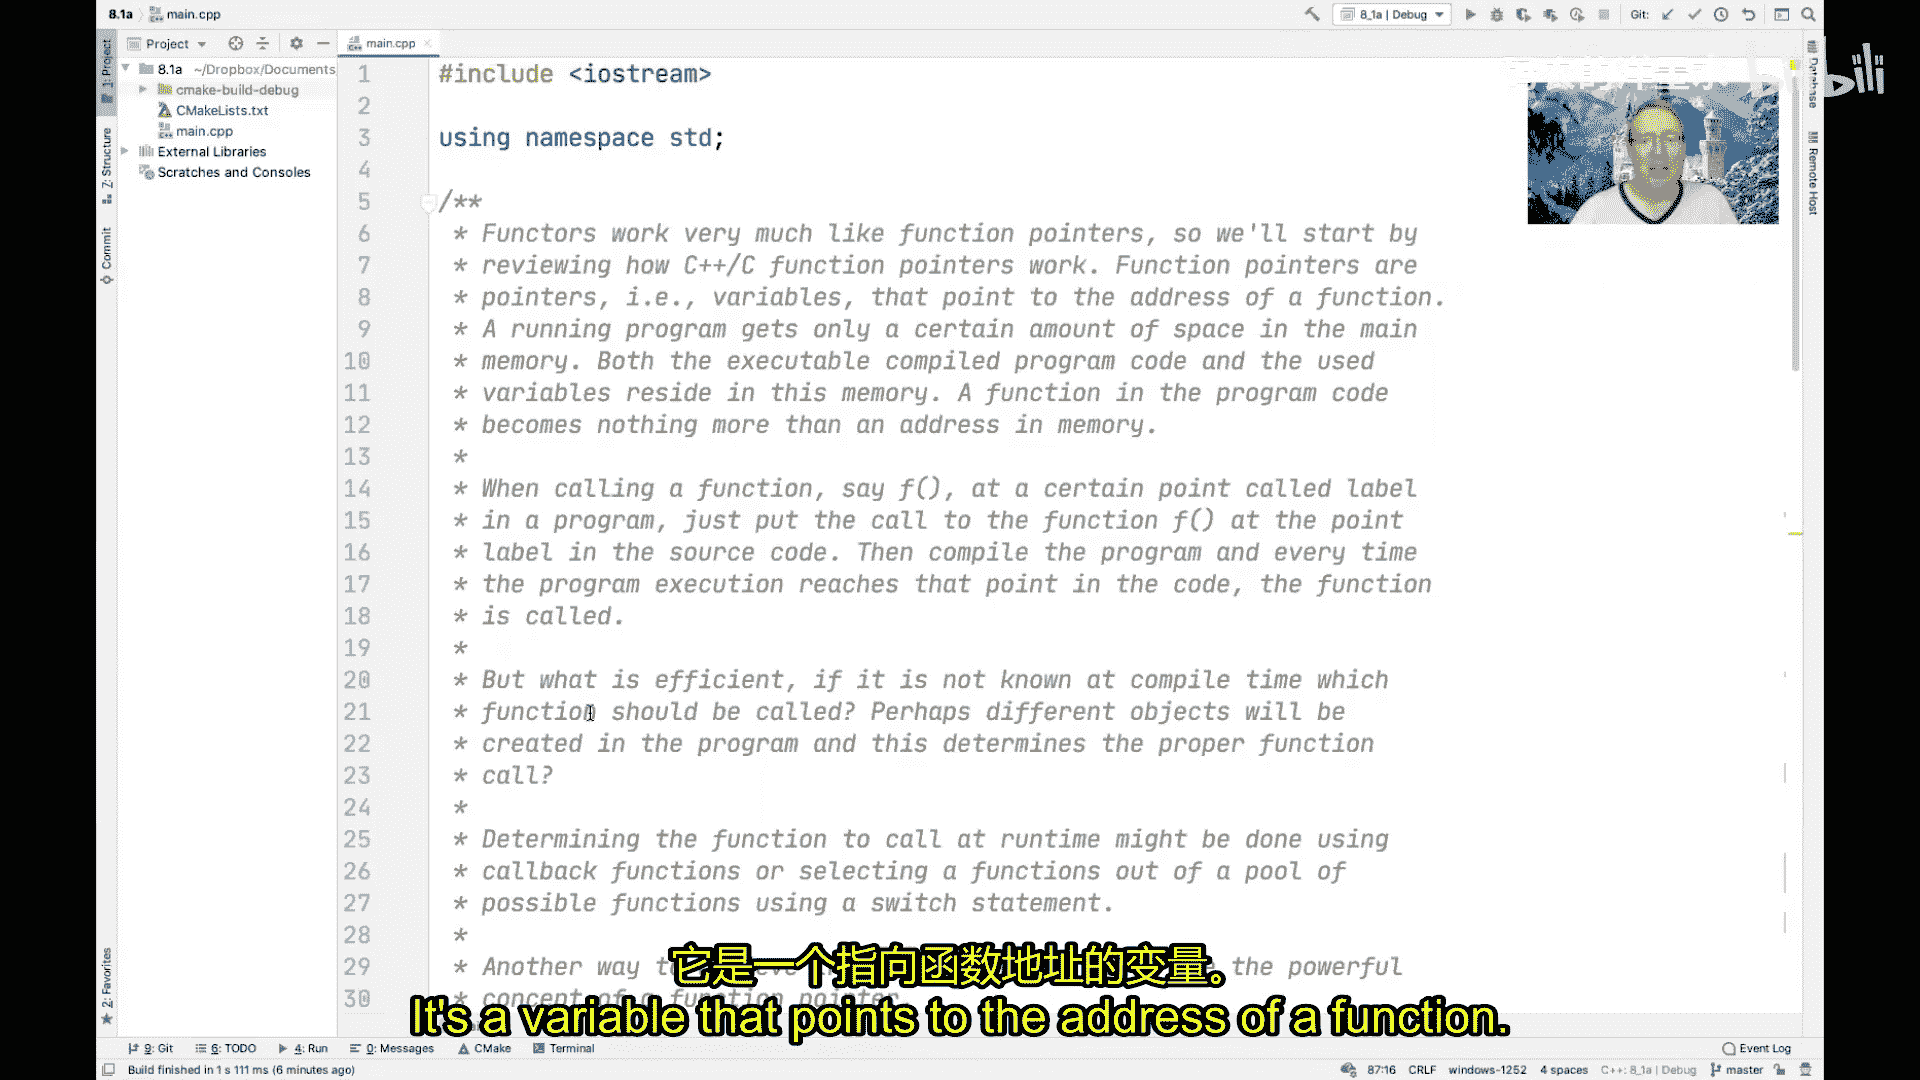 8.1a main.cpp
8_1a | Debug
Git:
Project
main.cpp
8.1a ~/Dropbox/Documents
cmake-build-debug
CMakeLists.txt
main.cpp
External Libraries
Scratches and Consoles
1: Project
Z: Structure
Commit
2: Favorites
Database
Remote Host
bilibili
1 #include <iostream>
2
3 using namespace std;
4
5 /**
6 * Functors work very much like function pointers, so we'll start by
7 * reviewing how C++/C function pointers work. Function pointers are
8 * pointers, i.e., variables, that point to the address of a function.
9 * A running program gets only a certain amount of space in the main
10 * memory. Both the executable compiled program code and the used
11 * variables reside in this memory. A function in the program code
12 * becomes nothing more than an address in memory.
13 *
14 * When calling a function, say f(), at a certain point called label
15 * in a program, just put the call to the function f() at the point
16 * label in the source code. Then compile the program and every time
17 * the program execution reaches that point in the code, the function
18 * is called.
19 *
20 * But what is efficient, if it is not known at compile time which
21 * function should be called? Perhaps different objects will be
22 * created in the program and this determines the proper function
23 * call?
24 *
25 * Determining the function to call at runtime might be done using
26 * callback functions or selecting a functions out of a pool of
27 * possible functions using a switch statement.
28 *
29 * Another way the powerful
30 * concept of a function pointer
它是一个指向函数地址的变量。
It's a variable that points to the address of a function.
9: Git 6: TODO 4: Run 0: Messages CMake Terminal Event Log
Build finished in 1 s 111 ms (6 minutes ago) 87:16 CRLF windows-1252 4 spaces C++: 8_1a | Debug master